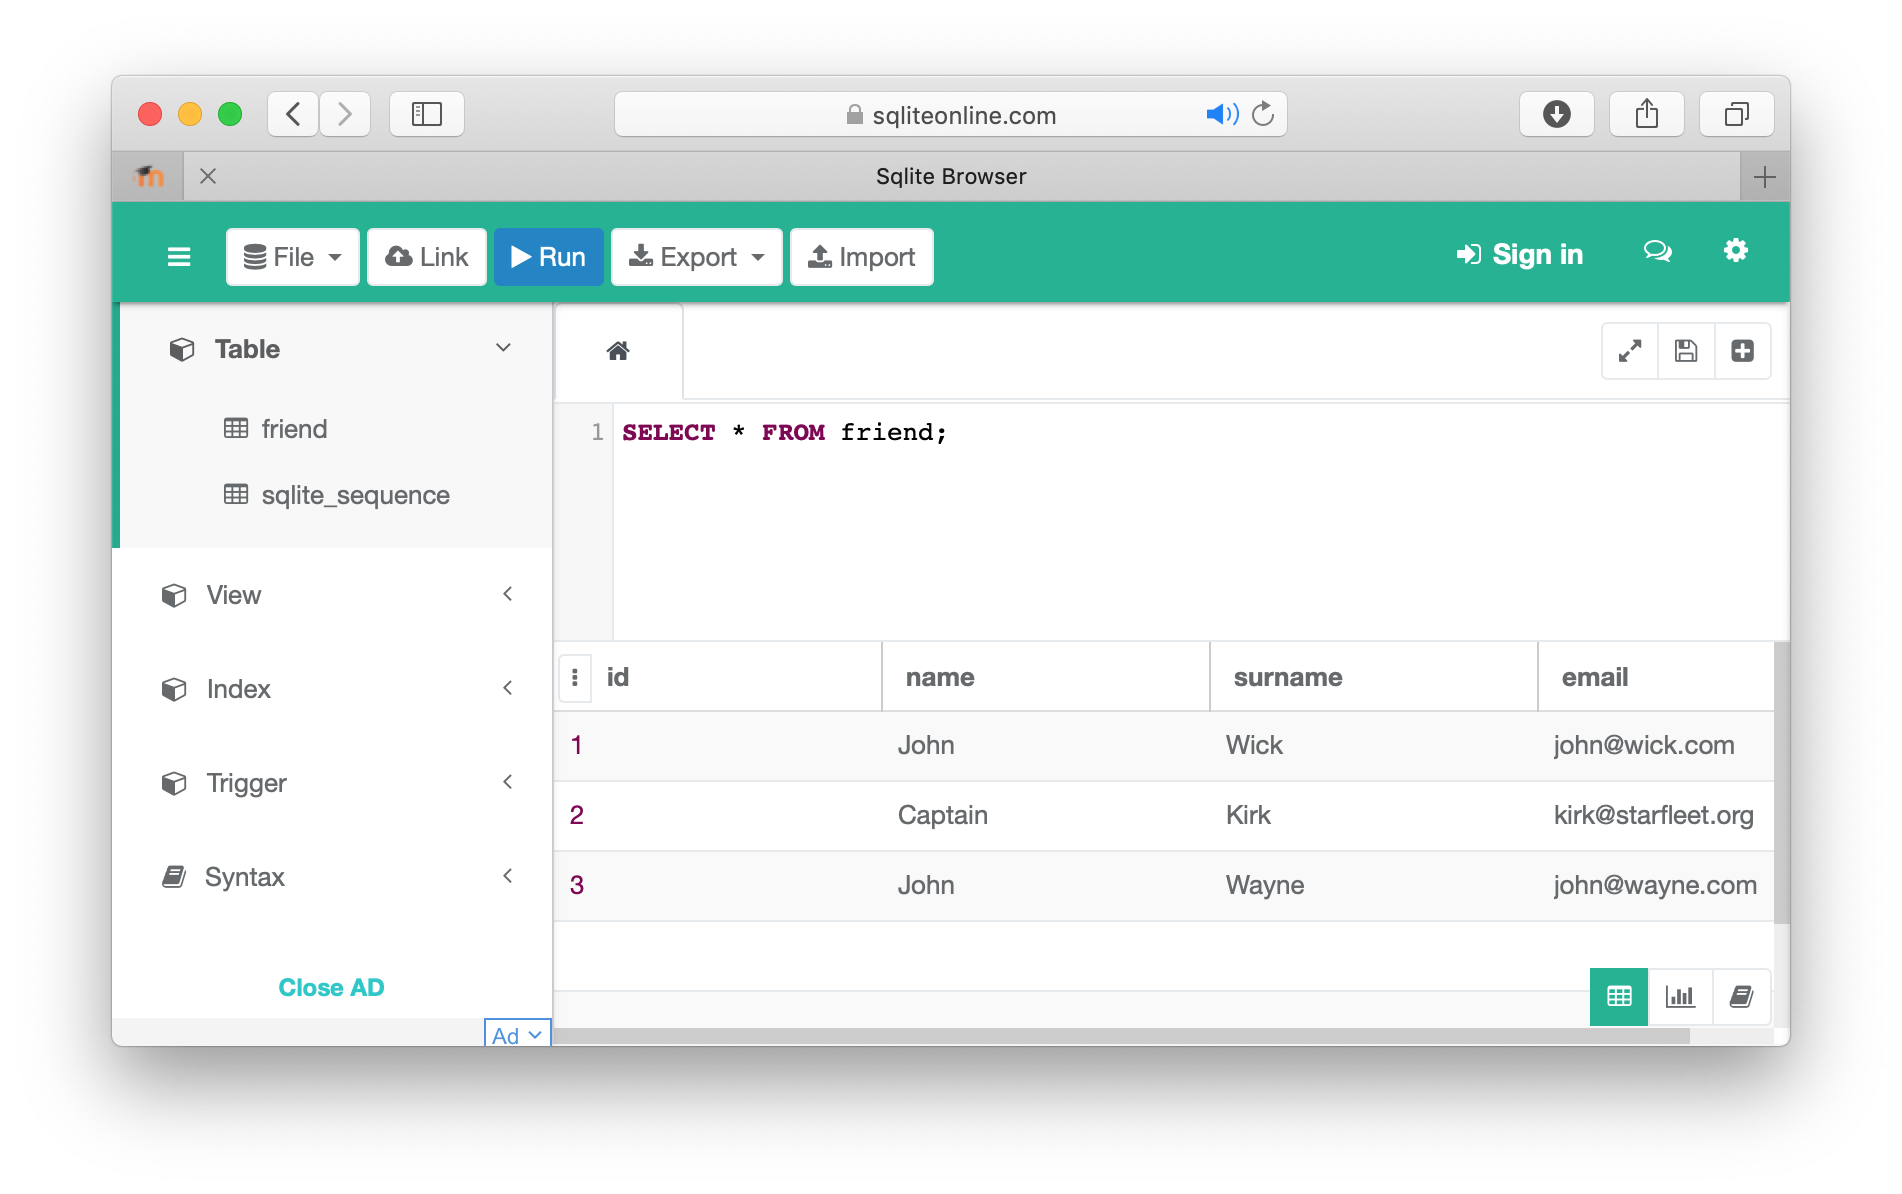 sqliteonline.com
Sqlite Browser
File Link Run Export Import Sign in
Table
friend
sqlite_sequence
View
Index
Trigger
Syntax
Close AD
Ad
1 SELECT * FROM friend;
id name surname email
1 John Wick john@wick.com
2 Captain Kirk kirk@starfleet.org
3 John Wayne john@wayne.com